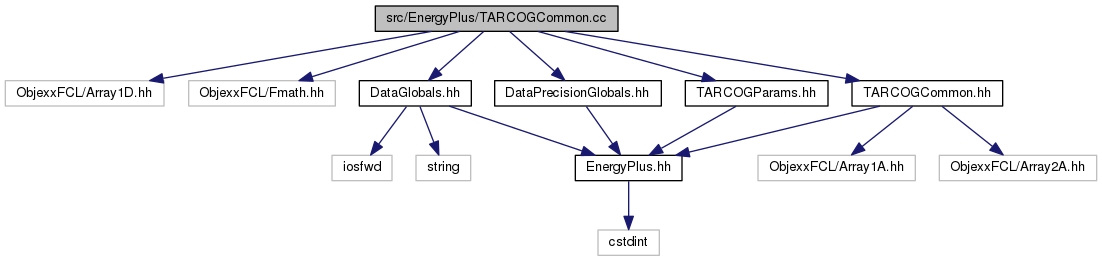 src/EnergyPlus/TARCOGCommon.cc
ObjexxFCL/Array1D.hh
ObjexxFCL/Fmath.hh
DataGlobals.hh
DataPrecisionGlobals.hh
TARCOGParams.hh
TARCOGCommon.hh
iosfwd
string
EnergyPlus.hh
ObjexxFCL/Array1A.hh
ObjexxFCL/Array2A.hh
cstdint